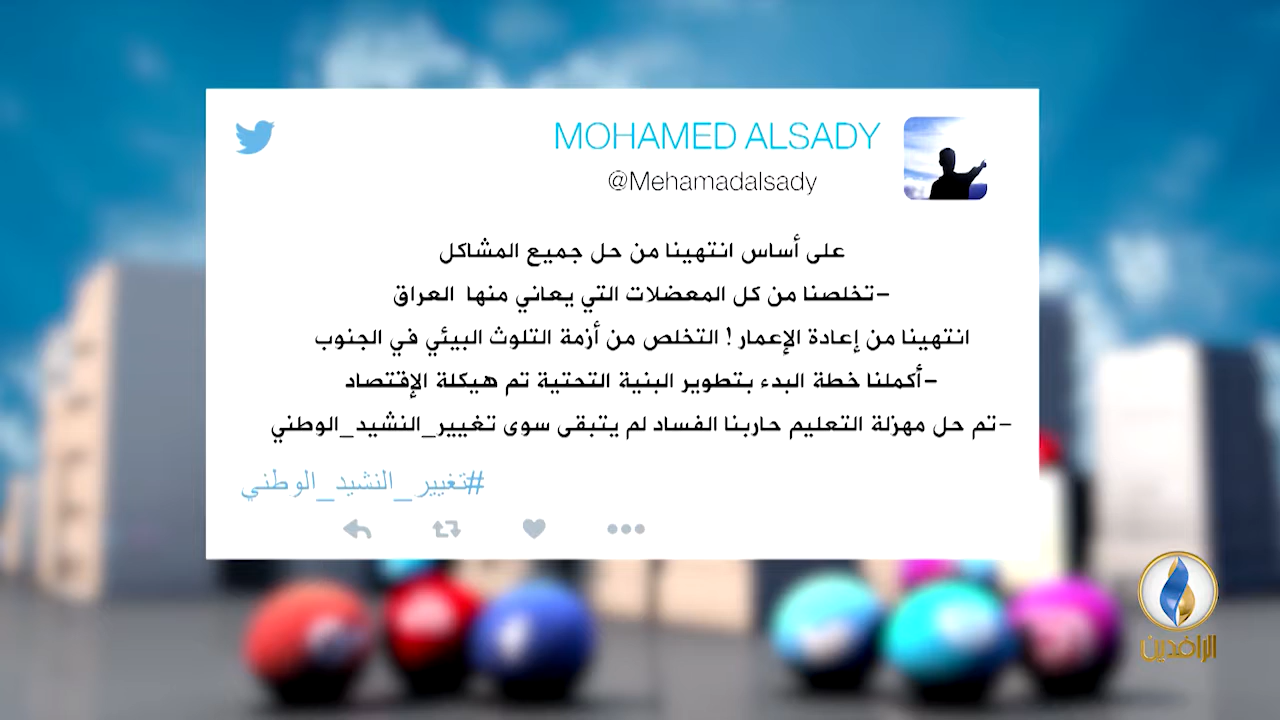 MOHAMED ALSADY
@Mehamadalsady
على أساس انتهينا من حل جميع المشاكل
-تخلصنا من كل المعضلات التي يعاني منها العراق
انتهينا من إعادة الإعمار ! التخلص من أزمة التلوث البيئي في الجنوب
-أكملنا خطة البدء بتطوير البنية التحتية تم هيكلة الإقتصاد
-تم حل مهزلة التعليم حاربنا الفساد لم يتبقى سوى تغيير_النشيد_الوطني
#تغيير_النشيد_الوطني
الرافدين